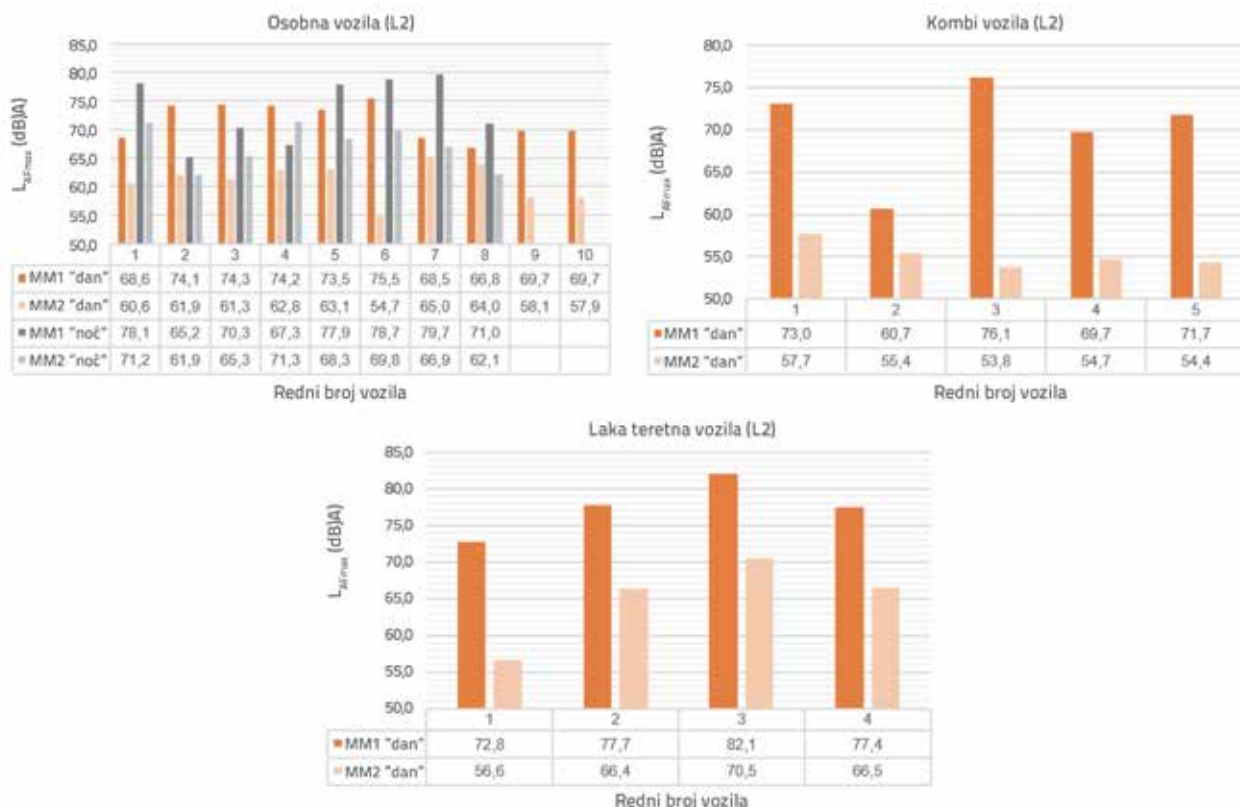 Osobna vozila (L2)
85,0
80,0
75,0
70,0
65,0
60,0
55,0
50,0
L_AFmax (dB)A)
1 2 3 4 5 6 7 8 9 10
MM1 "dan" 68,6 74,1 74,3 74,2 73,5 75,5 68,5 66,8 69,7 69,7
MM2 "dan" 60,6 61,9 61,3 62,8 63,1 54,7 65,0 64,0 58,1 57,9
MM1 "noć" 78,1 65,2 70,3 67,3 77,9 78,7 79,7 71,0
MM2 "noć" 71,2 61,9 65,3 71,3 68,3 69,8 66,9 62,1
Redni broj vozila
Kombi vozila (L2)
80,0
75,0
70,0
65,0
60,0
55,0
50,0
L_AFmax (dB)A)
1 2 3 4 5
MM1 "dan" 73,0 60,7 76,1 69,7 71,7
MM2 "dan" 57,7 55,4 53,8 54,7 54,4
Redni broj vozila
Laka teretna vozila (L2)
85,0
80,0
75,0
70,0
65,0
60,0
55,0
50,0
L_AFmax (dB)A)
1 2 3 4
MM1 "dan" 72,8 77,7 82,1 77,4
MM2 "dan" 56,6 66,4 70,5 66,5
Redni broj vozila